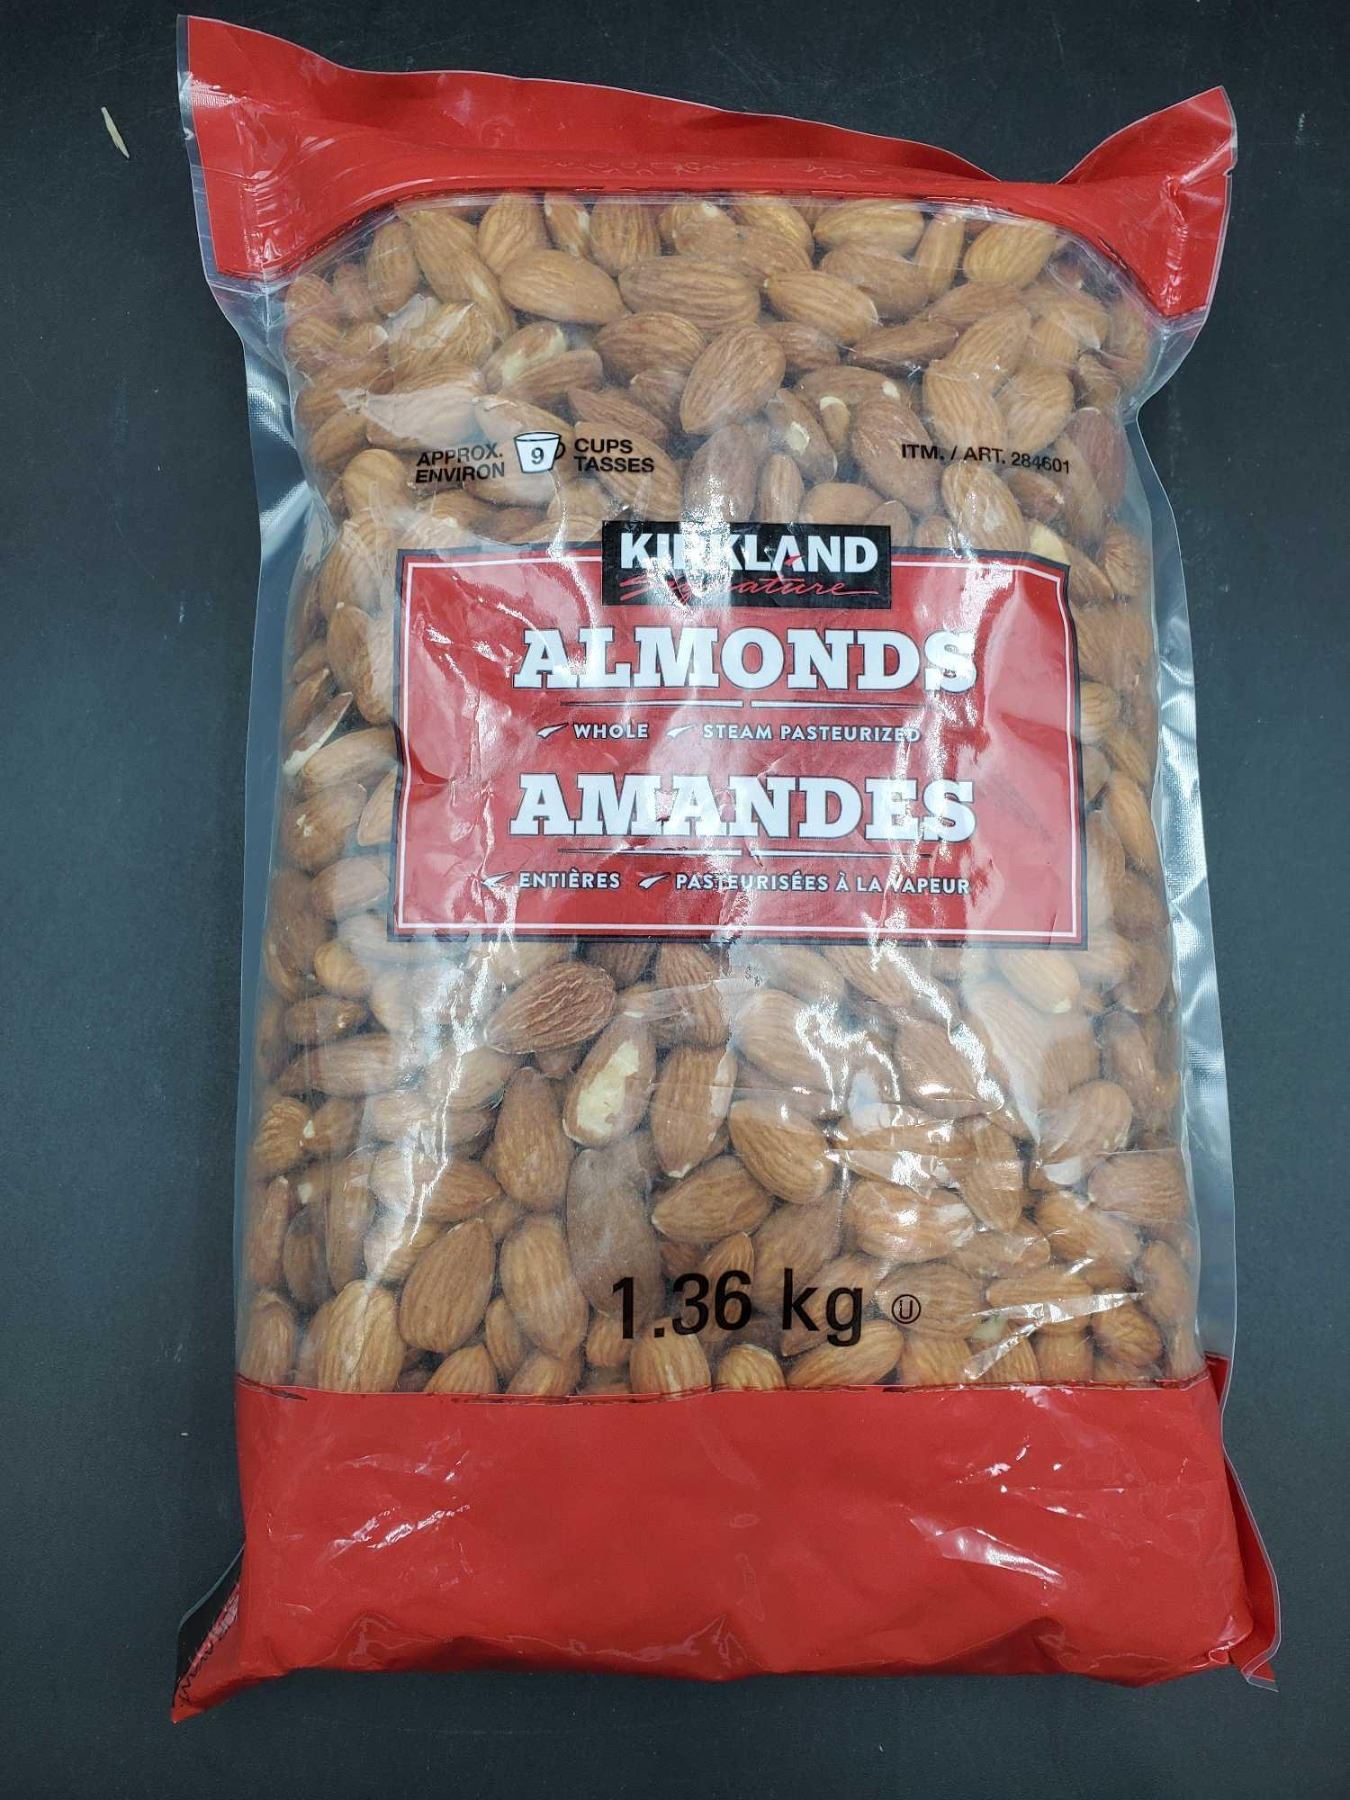 APPROX. 9 CUPS
ENVIRON TASSES
ITM. / ART. 284601
KIRKLAND
Signature
ALMONDS
WHOLE STEAM PASTEURIZED
AMANDES
ENTIÈRES PASTEURISÉES À LA VAPEUR
1.36 kg U